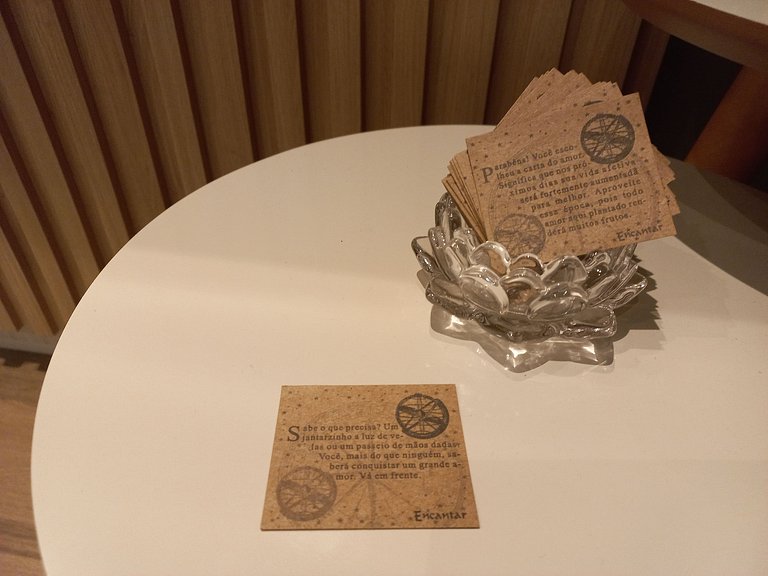 Parabéns! Você esco-
lheu a carta do amor.
Significa que nos pró-
ximos dias sua vida afetiva
será fortemente aumentada
para melhor. Aproveite
essa época, pois todo
amor aqui plantado ren-
derá muitos frutos.
Encantar
Sabe o que precisa? Um
jantarzinho a luz de ve-
las ou um passeio de mãos dadas?
Você, mais do que ninguém, sa-
berá conquistar um grande a-
mor. Vá em frente.
Encantar